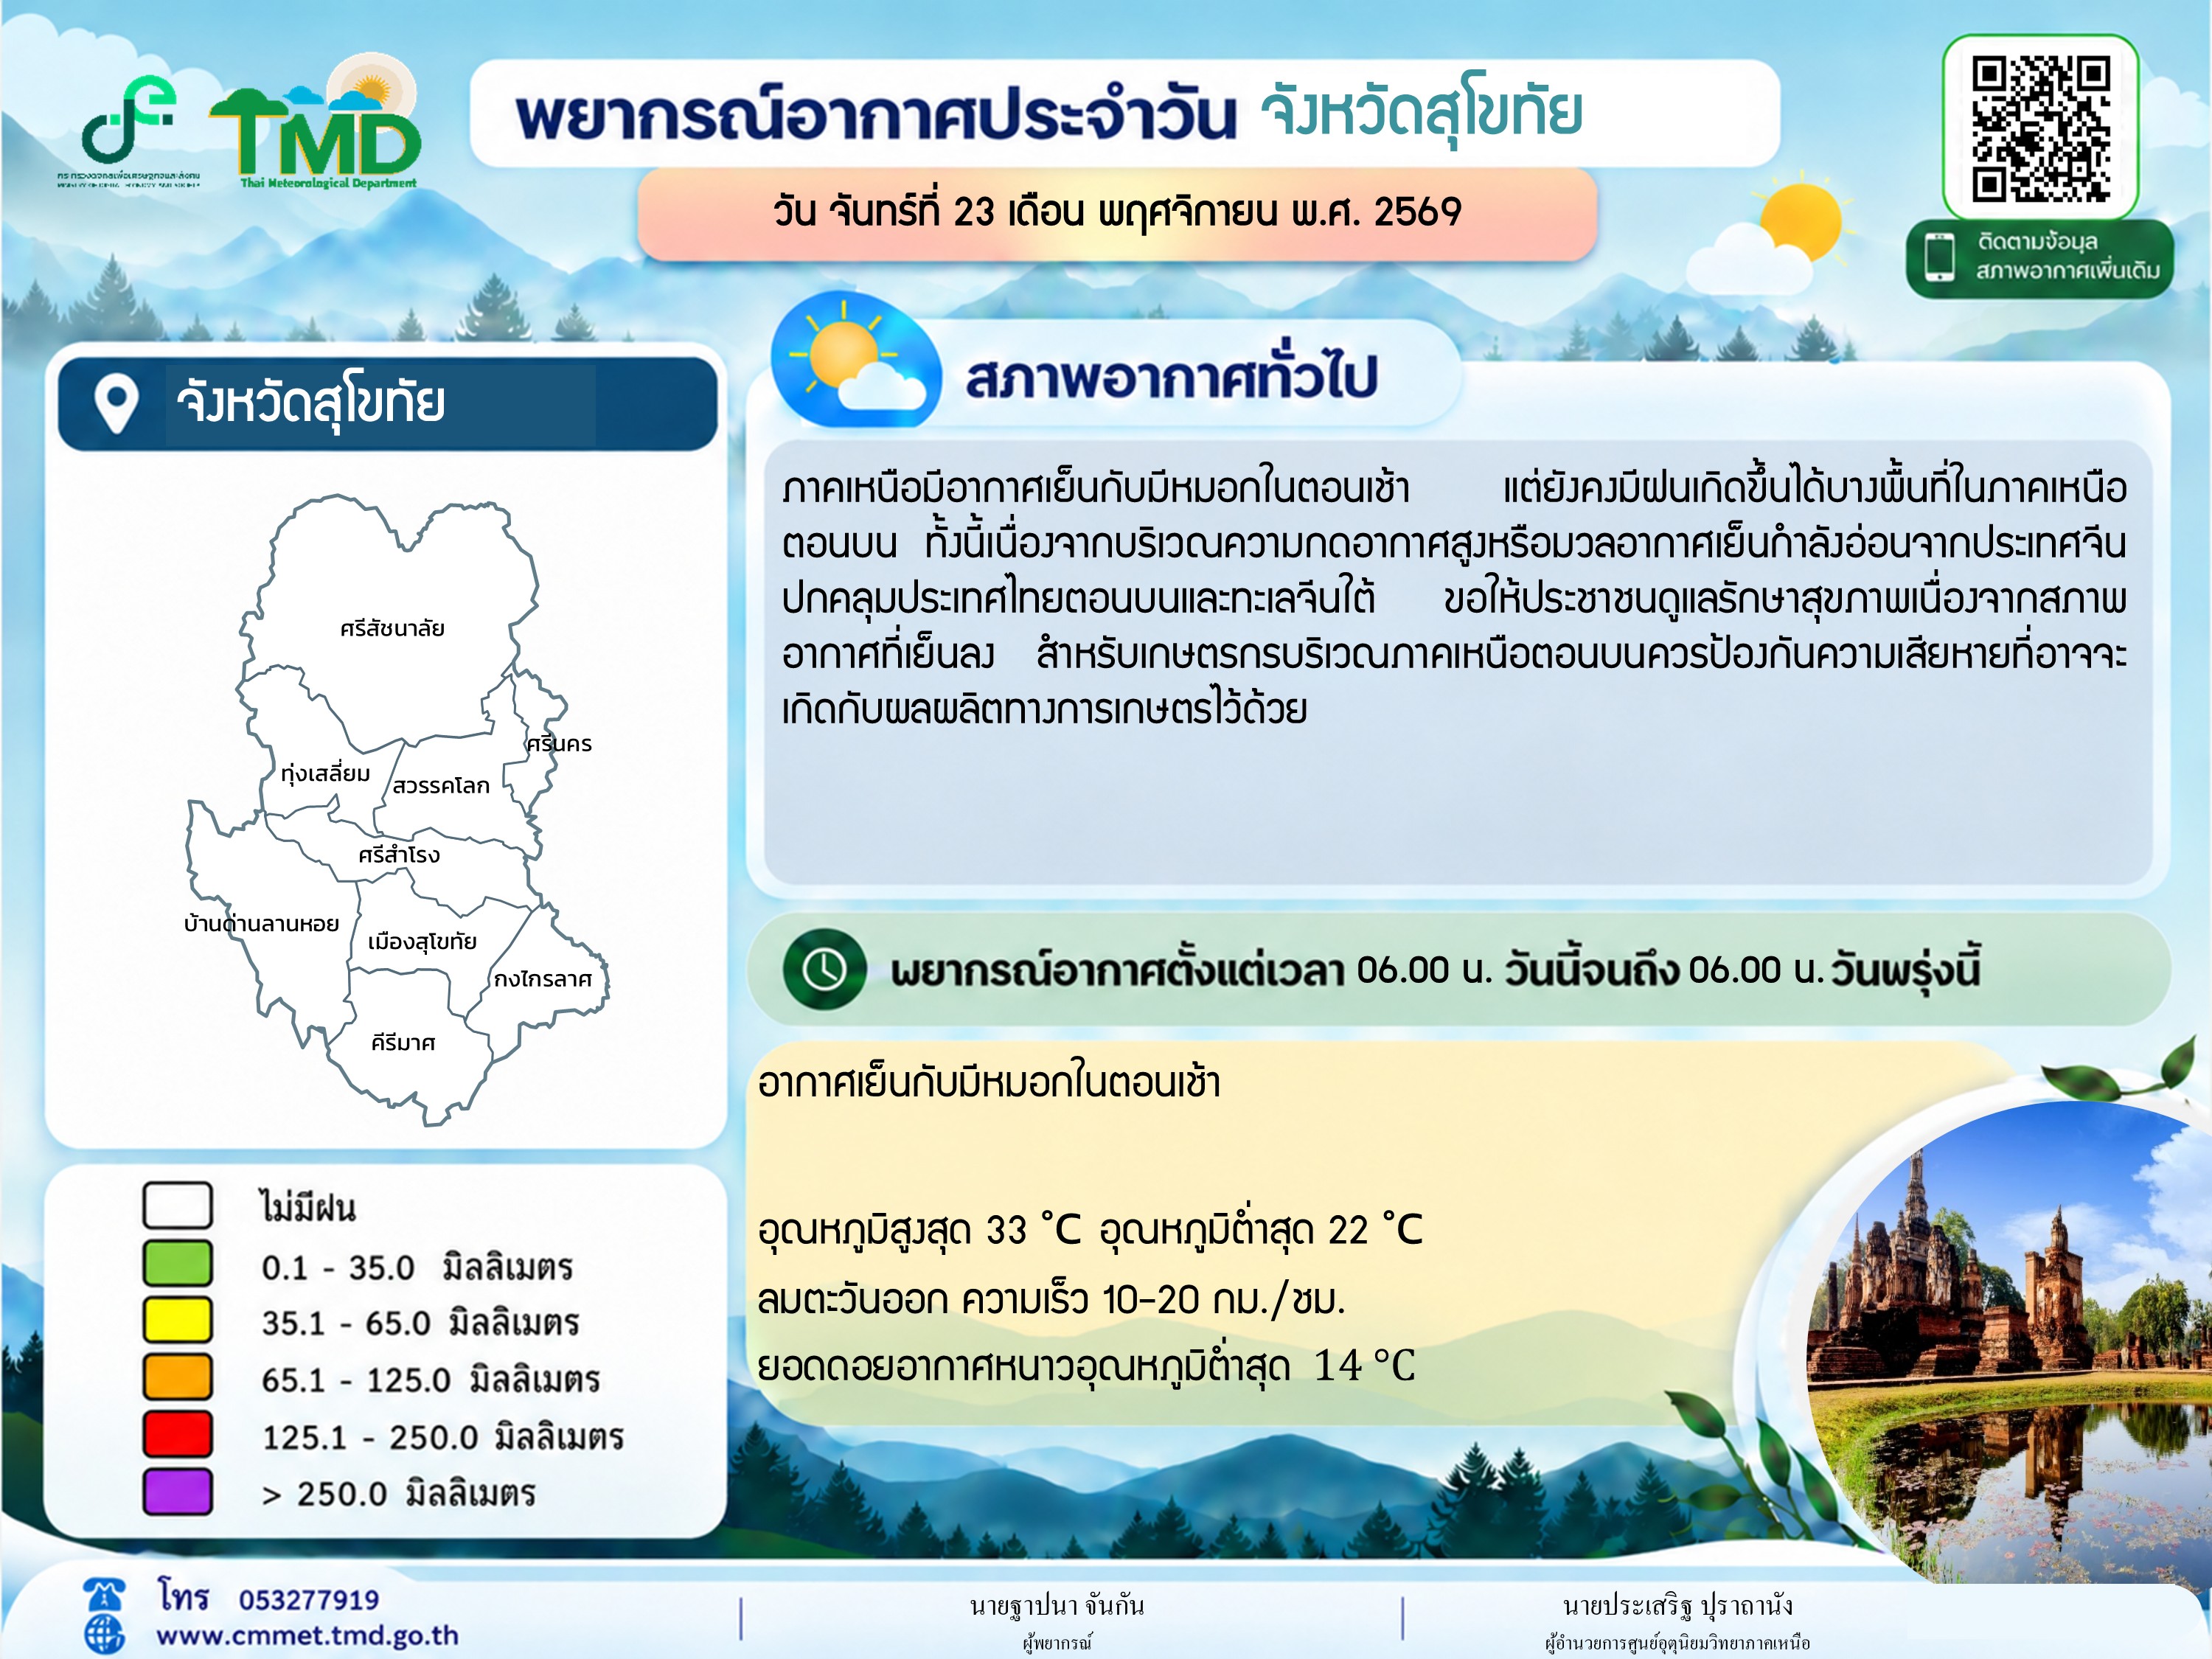 TMD
Thai Meteorological Department
พยากรณ์อากาศประจำวัน จังหวัดสุโขทัย
วัน จันทร์ที่ 23 เดือน พฤศจิกายน พ.ศ. 2569
สภาพอากาศเพิ่มเติม
จังหวัดสุโขทัย
ศรีสัชนาลัย
ศรีนคร
ทุ่งเสลี่ยม
สวรรคโลก
ศรีสำโรง
บ้านด่านลานหอย
เมืองสุโขทัย
กงไกรลาศ
คีรีมาศ
ไม่มีฝน
0.1 - 35.0 มิลลิเมตร
35.1 - 65.0 มิลลิเมตร
65.1 - 125.0 มิลลิเมตร
125.1 - 250.0 มิลลิเมตร
> 250.0 มิลลิเมตร
สภาพอากาศทั่วไป
ภาคเหนือมีอากาศเย็นกับมีหมอกในตอนเช้า แต่ยังคงมีฝนเกิดขึ้นได้บางพื้นที่ในภาคเหนือ
ตอนบน ทั้งนี้เนื่องจากบริเวณความกดอากาศสูงหรือมวลอากาศเย็นกำลังอ่อนจากประเทศจีน
ปกคลุมประเทศไทยตอนบนและทะเลจีนใต้ ขอให้ประชาชนดูแลรักษาสุขภาพเนื่องจากสภาพ
อากาศที่เย็นลง สำหรับเกษตรกรบริเวณภาคเหนือตอนบนควรป้องกันความเสียหายที่อาจจะ
เกิดกับผลผลิตทางการเกษตรไว้ด้วย
พยากรณ์อากาศตั้งแต่เวลา 06.00 น. วันนี้จนถึง 06.00 น. วันพรุ่งนี้
อากาศเย็นกับมีหมอกในตอนเช้า
อุณหภูมิสูงสุด 33 °C อุณหภูมิต่ำสุด 22 °C
ลมตะวันออก ความเร็ว 10-20 กม./ชม.
ยอดดอยอากาศหนาวอุณหภูมิต่ำสุด 14 °C
โทร 053277919
www.cmmet.tmd.go.th
นายฐาปนา จันกัน
ผู้พยากรณ์
นายประเสริฐ ปุราถานัง
ผู้อำนวยการศูนย์อุตุนิยมวิทยาภาคเหนือ